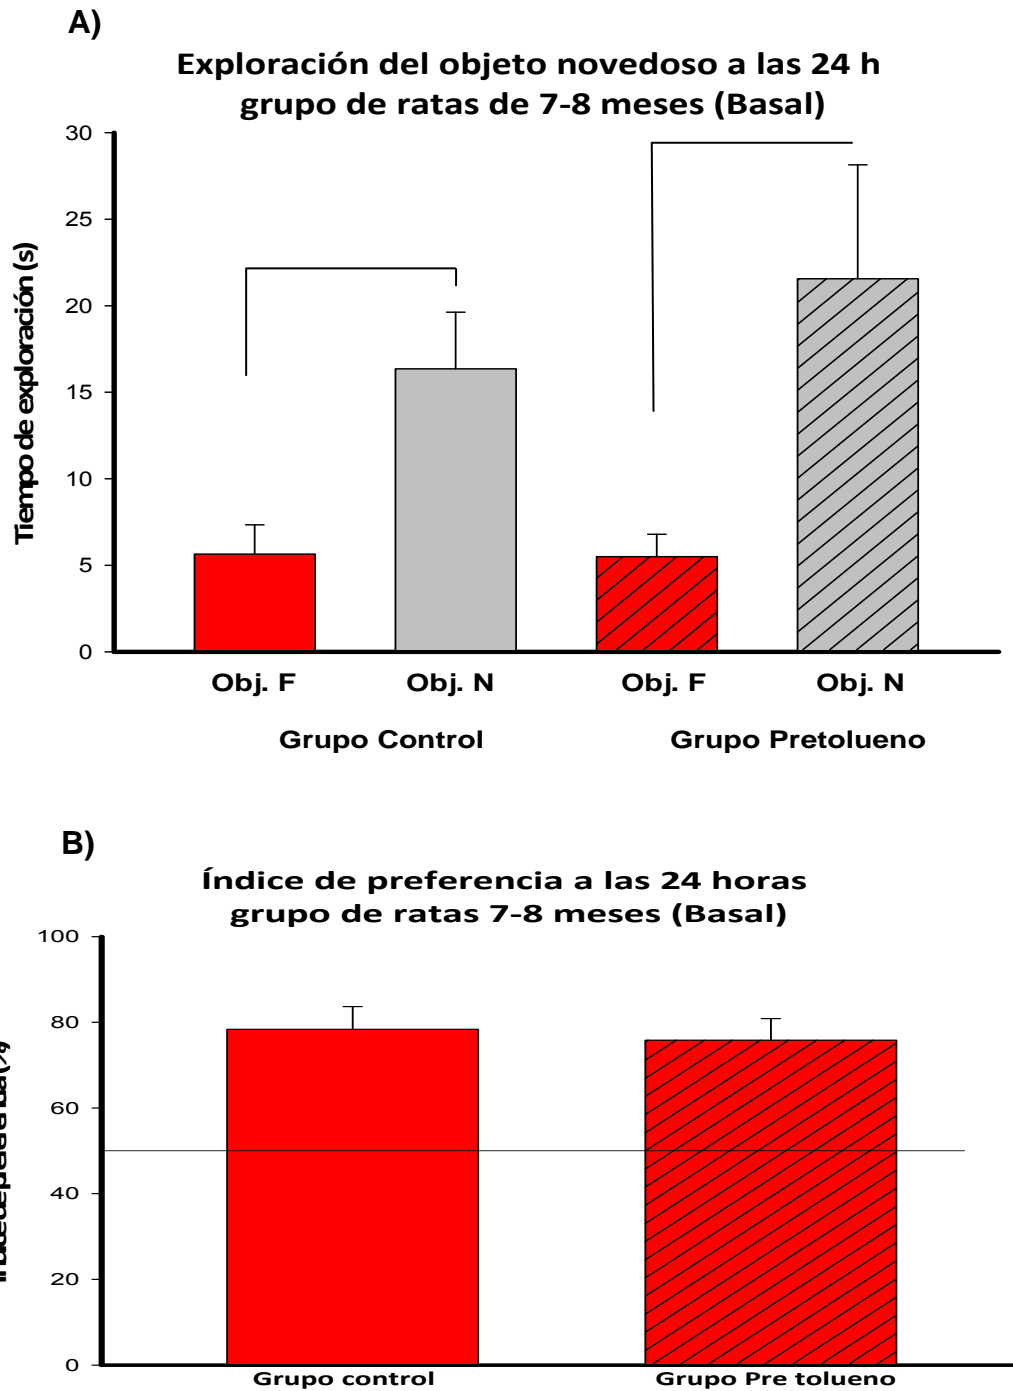 A)
Exploración del objeto novedoso a las 24 h
grupo de ratas de 7-8 meses (Basal)
30
25
20
15
10
5
0
Tiempo de exploración (s)
Obj. F Obj. N Obj. F Obj. N
Grupo Control Grupo Pretolueno
B)
Índice de preferencia a las 24 horas
grupo de ratas 7-8 meses (Basal)
100
80
60
40
20
0
Grupo control Grupo Pre tolueno